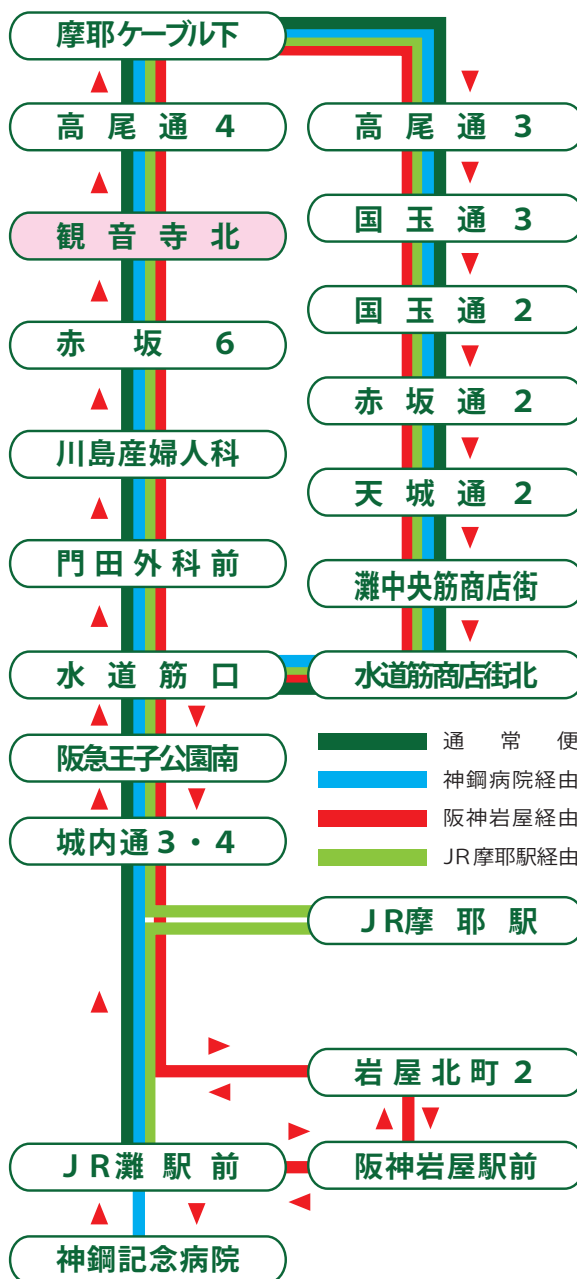 摩耶ケーブル下
高尾通4
高尾通3
観音寺北
国玉通3
国玉通2
赤坂6
赤坂通2
川島産婦人科
天城通2
門田外科前
灘中央筋商店街
水道筋口
水道筋商店街北
阪急王子公園南
城内通3・4
通常便
神鋼病院経由
阪神岩屋経由
JR摩耶駅経由
JR摩耶駅
岩屋北町2
JR灘駅前
阪神岩屋駅前
神鋼記念病院